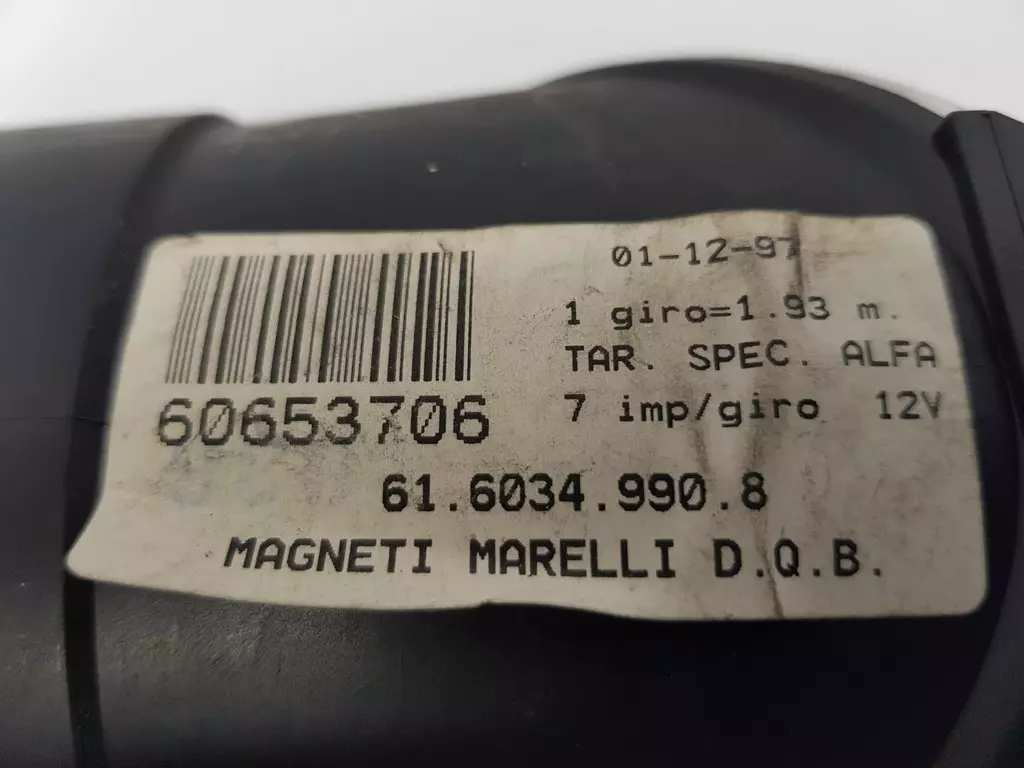 01-12-97
1 giro=1.93 m.
TAR. SPEC. ALFA
60653706
7 imp/giro 12V
61.6034.990.8
MAGNETI MARELLI D.Q.B.